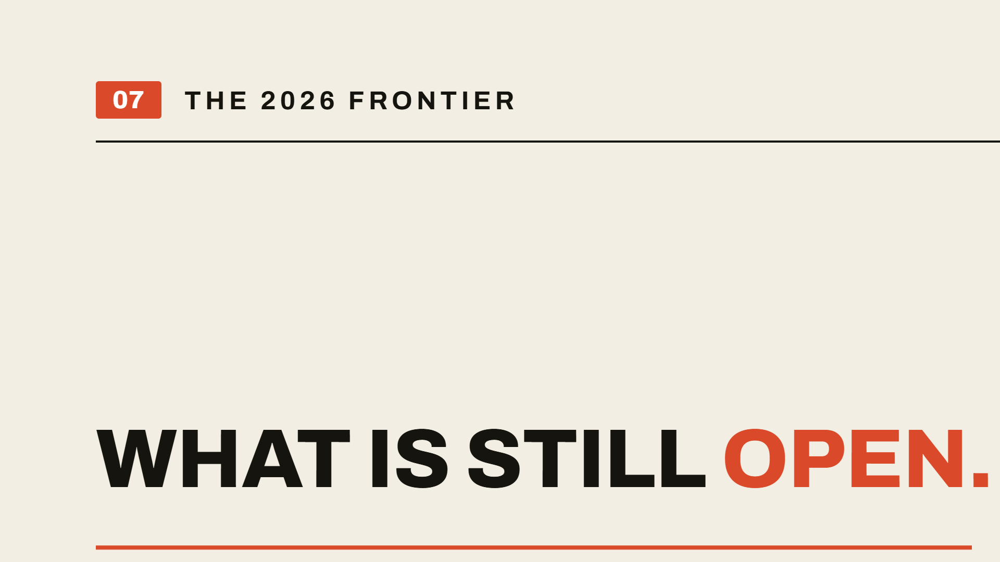 07 THE 2026 FRONTIER
WHAT IS STILL OPEN.